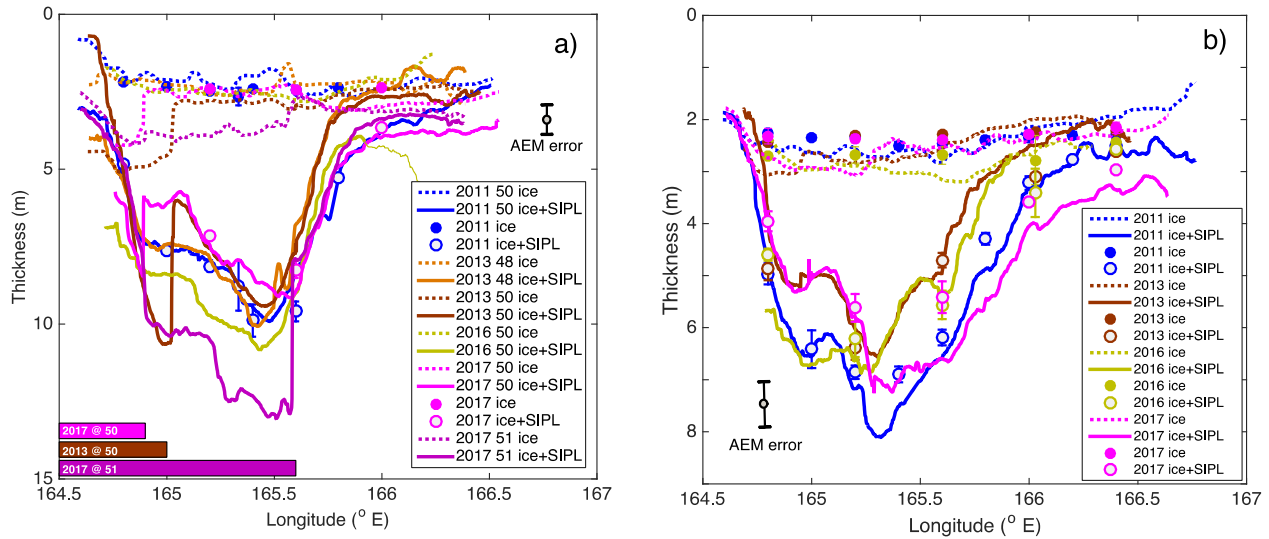 a)
0
5
10
15
Thickness (m)
164.5
165
165.5
166
166.5
167
Longitude (° E)
AEM error
2011 50 ice
2011 50 ice+SIPL
2011 ice
2011 ice+SIPL
2013 48 ice
2013 48 ice+SIPL
2013 50 ice
2013 50 ice+SIPL
2016 50 ice
2016 50 ice+SIPL
2017 50 ice
2017 50 ice+SIPL
2017 ice
2017 ice+SIPL
2017 51 ice
2017 51 ice+SIPL
2017 @ 50
2013 @ 50
2017 @ 51
b)
0
2
4
6
8
Thickness (m)
164.5
165
165.5
166
166.5
167
Longitude (° E)
AEM error
2011 ice
2011 ice+SIPL
2011 ice
2011 ice+SIPL
2013 ice
2013 ice+SIPL
2013 ice
2013 ice+SIPL
2016 ice
2016 ice+SIPL
2016 ice
2016 ice+SIPL
2017 ice
2017 ice+SIPL
2017 ice
2017 ice+SIPL